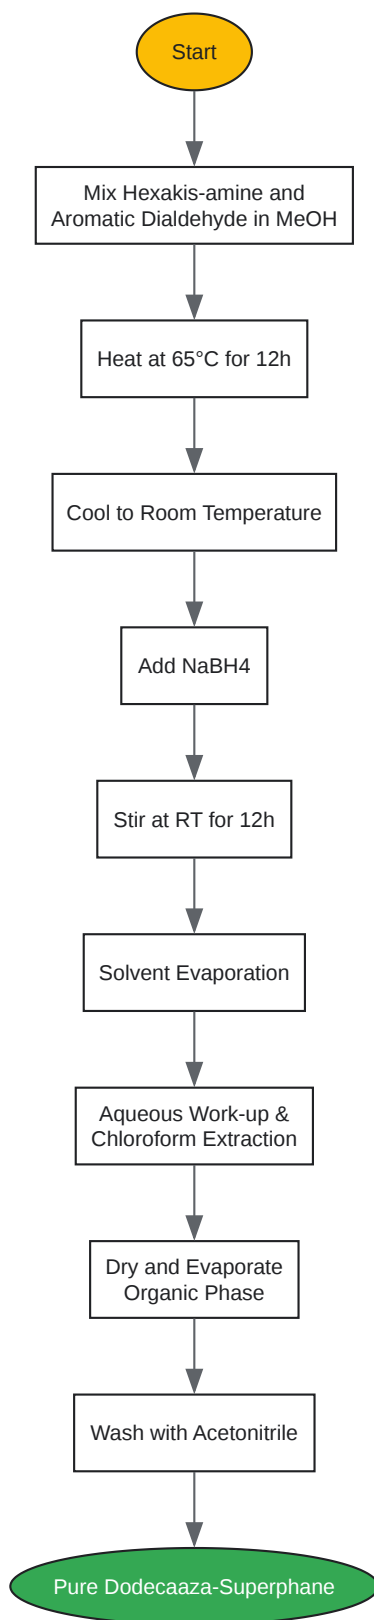 Start
Mix Hexakis-amine and
Aromatic Dialdehyde in MeOH
Heat at 65°C for 12h
Cool to Room Temperature
Add NaBH4
Stir at RT for 12h
Solvent Evaporation
Aqueous Work-up &
Chloroform Extraction
Dry and Evaporate
Organic Phase
Wash with Acetonitrile
Pure Dodecaaza-Superphane